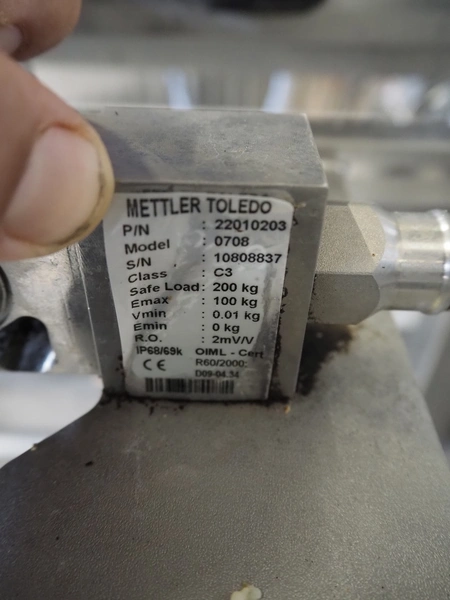 METTLER TOLEDO
P/N : 22010203
Model : 0708
S/N : 10808837
Class : C3
Safe Load : 200 kg
Emax : 100 kg
Vmin : 0.01 kg
Emin : 0 kg
R.O. : 2mV/V
IP68/69k OIML - Cert
CE R60/2000:
D09-04.34